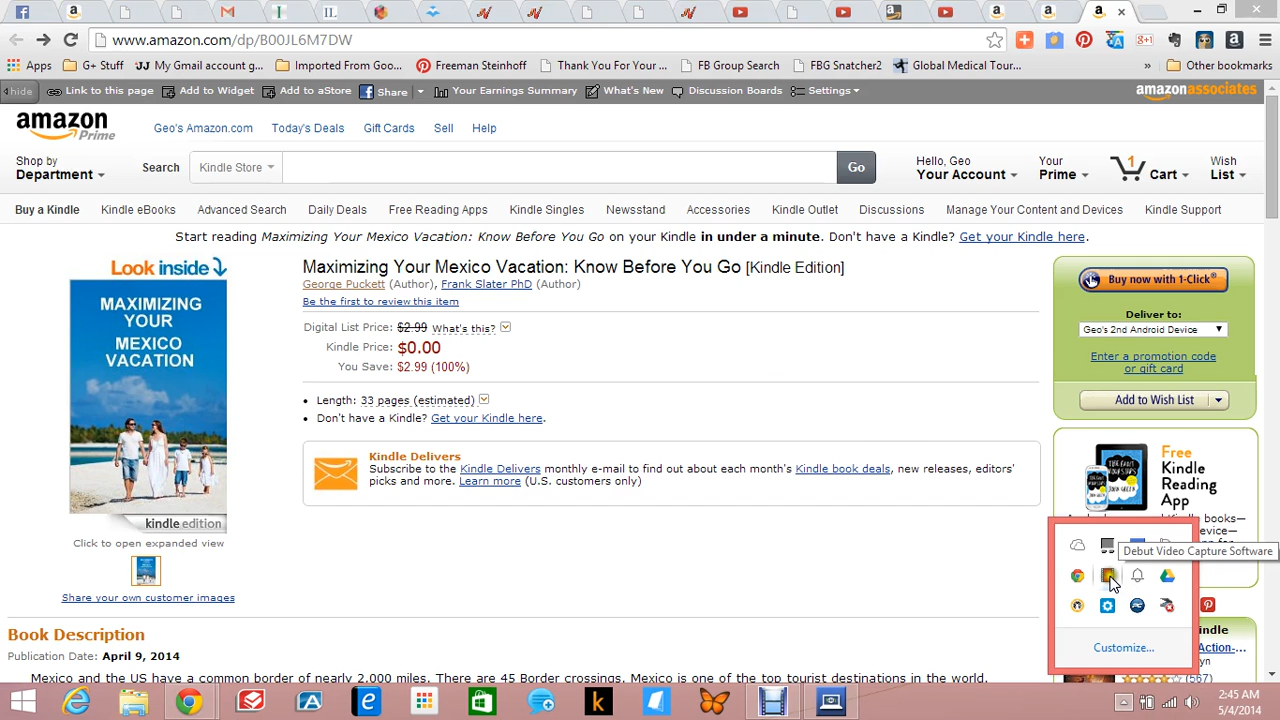 www.amazon.com/dp/B00JL6M7DW
Apps G+ Stuff My Gmail account g... Imported From Goo... Freeman Steinhoff Thank You For Your ... FB Group Search FBG Snatcher2 Global Medical Tour... » Other bookmarks
hide Link to this page Add to Widget Add to aStore Share Your Earnings Summary What's New Discussion Boards Settings amazonassociates
amazon Prime
Geo's Amazon.com Today's Deals Gift Cards Sell Help
Shop by Department
Search Kindle Store Go
Hello, Geo Your Account
Your Prime
1 Cart
Wish List
Buy a Kindle Kindle eBooks Advanced Search Daily Deals Free Reading Apps Kindle Singles Newsstand Accessories Kindle Outlet Discussions Manage Your Content and Devices Kindle Support
Start reading Maximizing Your Mexico Vacation: Know Before You Go on your Kindle in under a minute. Don't have a Kindle? Get your Kindle here.
Look inside
MAXIMIZING
YOUR
MEXICO
VACATION
kindle edition
Click to open expanded view
Share your own customer images
Maximizing Your Mexico Vacation: Know Before You Go [Kindle Edition]
George Puckett (Author), Frank Slater PhD (Author)
Be the first to review this item
Digital List Price: $2.99 What's this?
Kindle Price: $0.00
You Save: $2.99 (100%)
• Length: 33 pages (estimated)
• Don't have a Kindle? Get your Kindle here.
Kindle Delivers
Subscribe to the Kindle Delivers monthly e-mail to find out about each month's Kindle book deals, new releases, editors'
picks and more. Learn more (U.S. customers only)
Buy now with 1-Click®
Deliver to:
Geo's 2nd Android Device
Enter a promotion code
or gift card
Add to Wish List
Free
Kindle
Reading
App
books—
Debut Video Capture Software
device—
Customize...
Book Description
Publication Date: April 9, 2014
Mexico and the US have a common border of nearly 2,000 miles. There are 45 Border crossings. Mexico is one of the top tourist destinations in the world.
Action-...
(567)
2:45 AM
5/4/2014